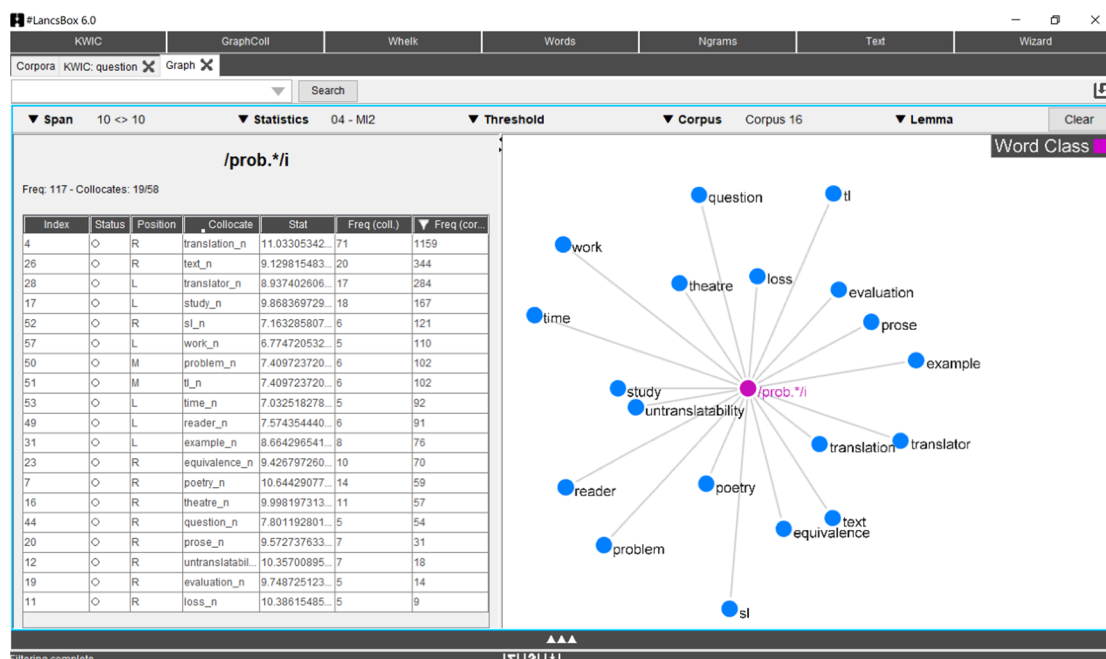 #LancsBox 6.0
KWIC GraphColl Whelk Words Ngrams Text Wizard
Corpora KWIC: question Graph
Search
▼ Span 10 <> 10 ▼ Statistics 04 - MI2 ▼ Threshold ▼ Corpus Corpus 16 ▼ Lemma Clear
/prob.*/i
Freq: 117 - Collocates: 19/58
Index Status Position Collocate Stat Freq (coll.) Freq (cor...
4 R translation_n 11.03305342... 71 1159
26 R text_n 9.129815483... 20 344
28 L translator_n 8.937402606... 17 284
17 L study_n 9.868369729... 18 167
52 R sl_n 7.163285807... 6 121
57 L work_n 6.774720532... 5 110
50 M problem_n 7.409723720... 6 102
51 M tl_n 7.409723720... 6 102
53 L time_n 7.032518278... 5 92
49 L reader_n 7.574354440... 6 91
31 L example_n 8.664296541... 8 76
23 R equivalence_n 9.426797260... 10 70
7 R poetry_n 10.64429077... 14 59
16 R theatre_n 9.998197313... 11 57
44 R question_n 7.801192801... 5 54
20 R prose_n 9.572737633... 7 31
12 R untranslatabil... 10.35700895... 7 18
19 R evaluation_n 9.748725123... 5 14
11 R loss_n 10.38615485... 5 9
Word Class
question
tl
work
theatre
loss
evaluation
time
prose
example
study
/prob.*/i
untranslatability
translation
translator
reader
poetry
text
equivalence
problem
sl
Filtering complete